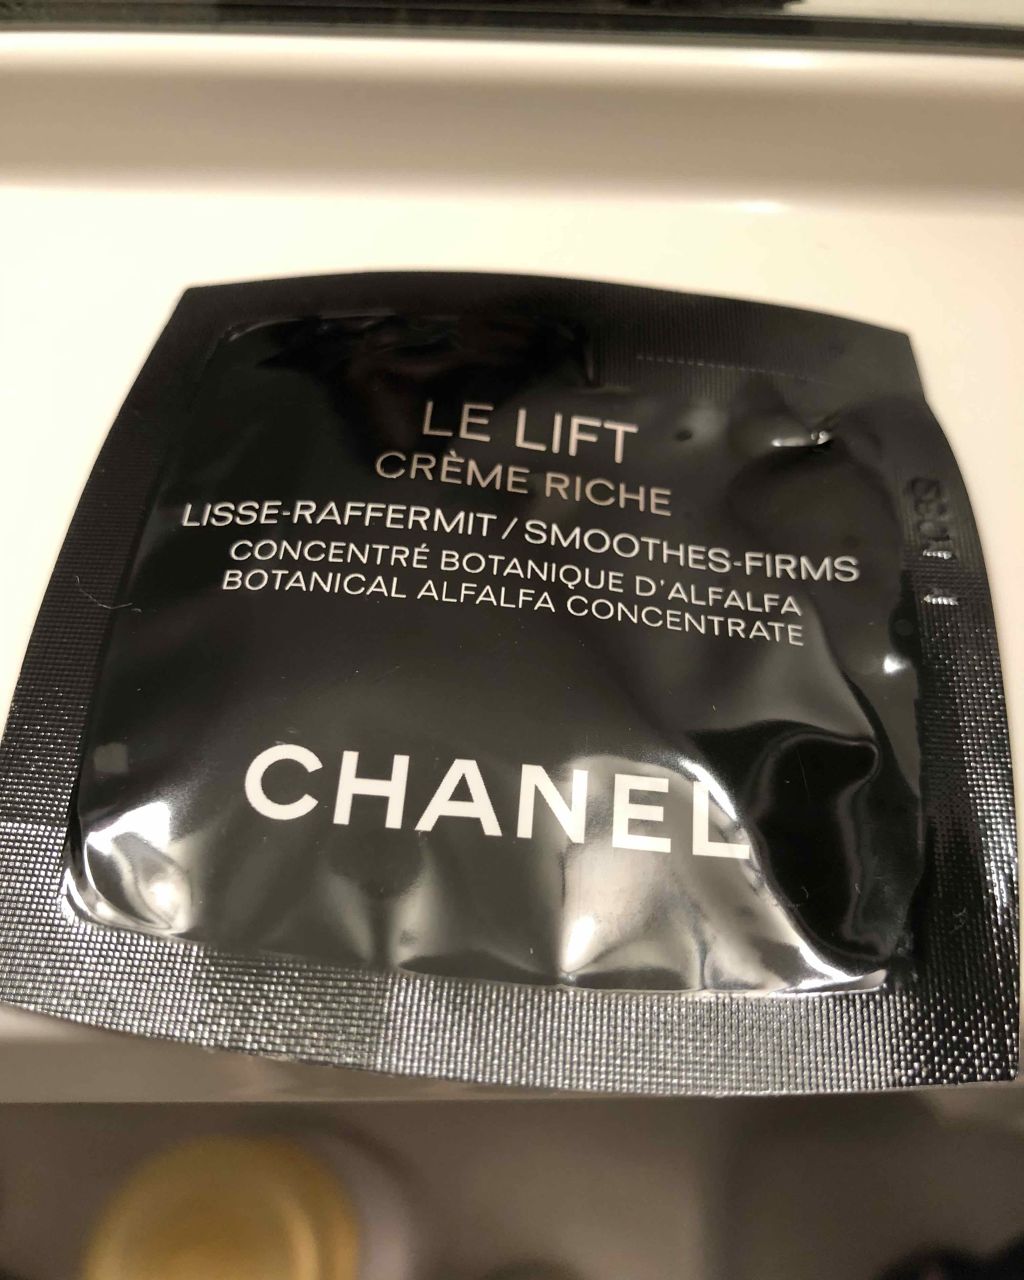 LE LIFT
CRÈME RICHE
LISSE-RAFFERMIT / SMOOTHES-FIRMS
CONCENTRÉ BOTANIQUE D'ALFALFA
BOTANICAL ALFALFA CONCENTRATE
CHANEL